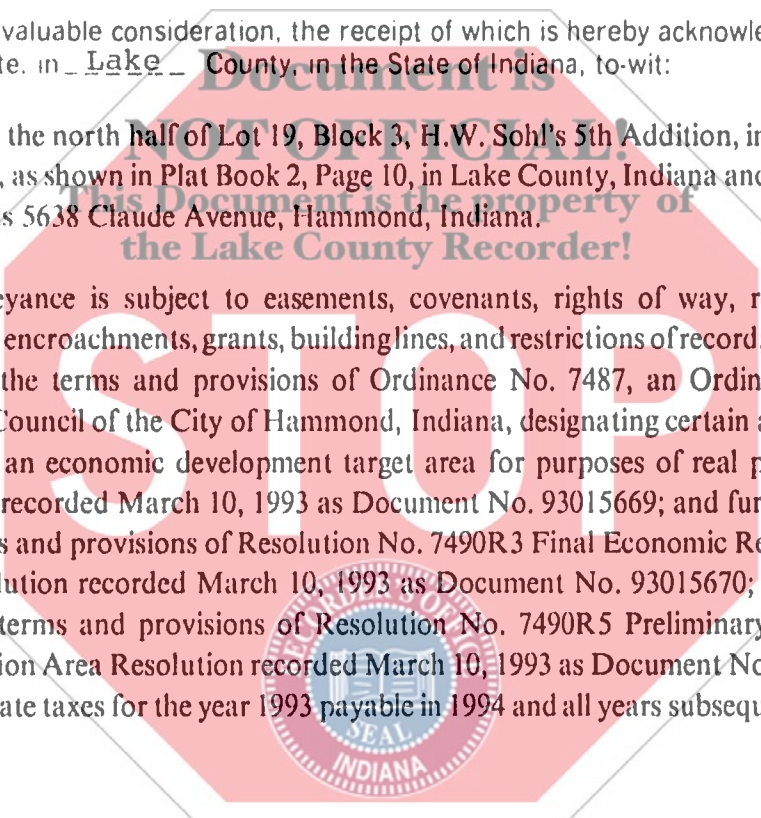 valuable consideration, the receipt of which is hereby acknowle
te. in _ Lake _ County, in the State of Indiana, to-wit:
Document is
the north half of Lot 19, Block 3, H.W. Sohl's 5th Addition, in
NOT OFFICIAL!
, as shown in Plat Book 2, Page 10, in Lake County, Indiana and
This Document is the property of
s 5638 Claude Avenue, Hammond, Indiana.
the Lake County Recorder!
eyance is subject to easements, covenants, rights of way, r
encroachments, grants, building lines, and restrictions of record.
the terms and provisions of Ordinance No. 7487, an Ordin
Council of the City of Hammond, Indiana, designating certain a
an economic development target area for purposes of real p
recorded March 10, 1993 as Document No. 93015669; and fur
s and provisions of Resolution No. 7490R3 Final Economic Re
lution recorded March 10, 1993 as Document No. 93015670;
terms and provisions of Resolution No. 7490R5 Preliminary
ion Area Resolution recorded March 10, 1993 as Document No
ate taxes for the year 1993 payable in 1994 and all years subsequ
STOP
RECORDER'S OFFICE
SEAL
INDIANA